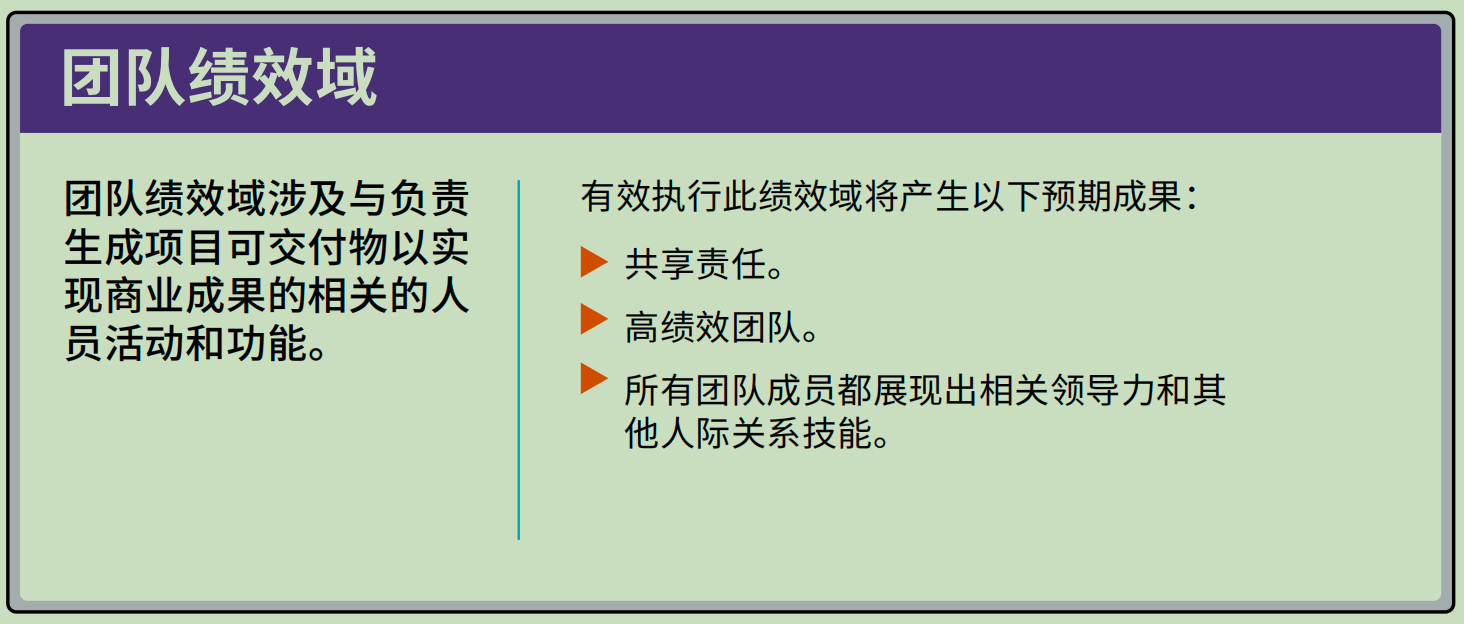 团队绩效域
团队绩效域涉及与负责
生成项目可交付物以实
现商业成果的相关的人
员活动和功能。
有效执行此绩效域将产生以下预期成果：
共享责任。
高绩效团队。
所有团队成员都展现出相关领导力和其
他人际关系技能。